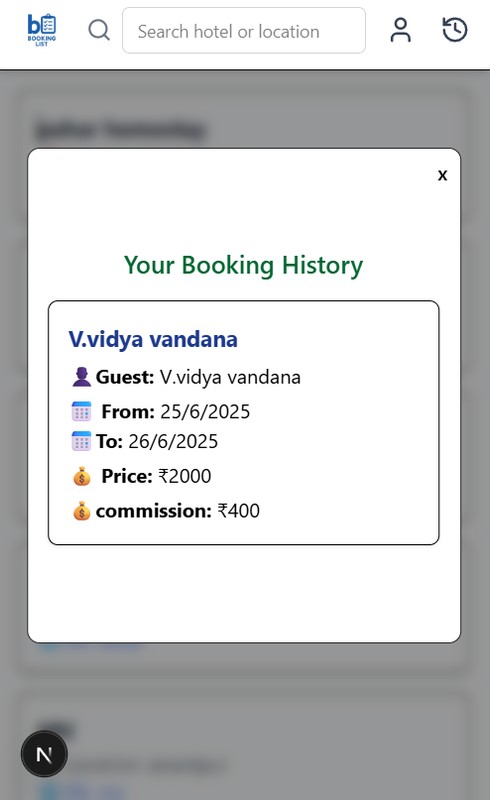 b
BOOKING
LIST
Search hotel or location
x
Your Booking History
V.vidya vandana
Guest: V.vidya vandana
From: 25/6/2025
To: 26/6/2025
Price: ₹2000
commission: ₹400
N